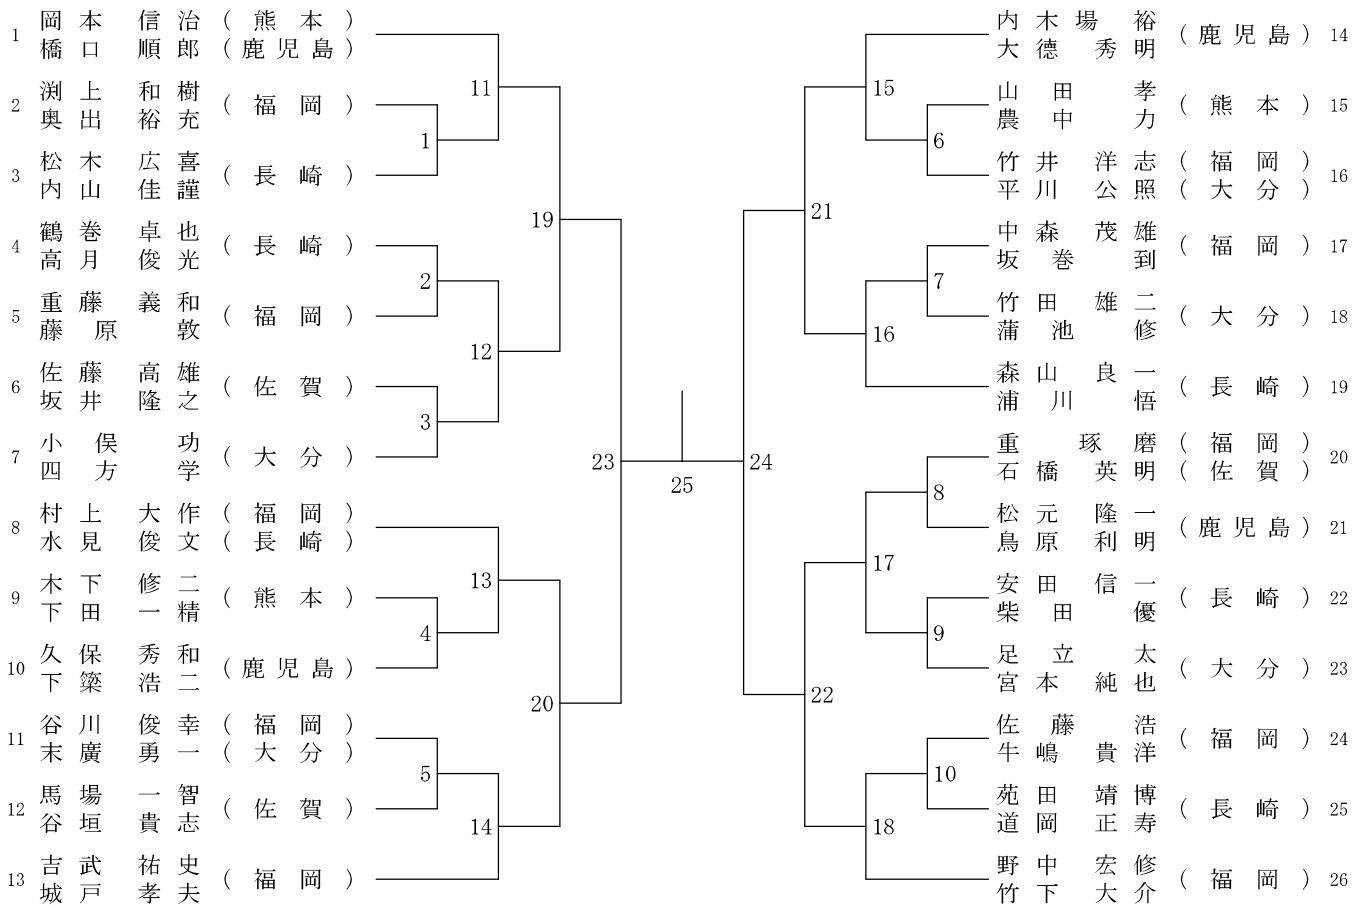 1 岡本 信治 (熊本)
橋口 順郎 (鹿児島)
2 渕上 和樹 (福岡)
奥出 裕充
3 松木 広喜 (長崎)
内山 佳謹
4 鶴巻 卓也 (長崎)
高月 俊光
5 重藤 義和 (福岡)
藤原 敦
6 佐藤 高雄 (佐賀)
坂井 隆之
7 小俣 功 (大分)
四方 学
8 村上 大作 (福岡)
水見 俊文 (長崎)
9 木下 修二 (熊本)
下田 一精
10 久保 秀和 (鹿児島)
下築 浩二
11 谷川 俊幸 (福岡)
末廣 勇一 (大分)
12 馬場 一智 (佐賀)
谷垣 貴志
13 吉武 祐史 (福岡)
城戸 孝夫
11
1
19
2
12
3
23
13
4
20
5
14
25
15
6
21
7
16
24
8
17
9
22
10
18
内木場 裕 (鹿児島) 14
大德 秀明
山田 孝 (熊本) 15
農中 力
竹井 洋志 (福岡) 16
平川 公照 (大分)
中森 茂雄 (福岡) 17
坂巻 到
竹田 雄二 (大分) 18
蒲池 修
森山 良一 (長崎) 19
浦川 悟
重 琢磨 (福岡) 20
石橋 英明 (佐賀)
松元 隆一 (鹿児島) 21
鳥原 利明
安田 信一 (長崎) 22
柴田 優
足立 太 (大分) 23
宮本 純也
佐藤 浩 (福岡) 24
牛嶋 貴洋
苑田 靖博 (長崎) 25
道岡 正寿
野中 宏修 (福岡) 26
竹下 大介